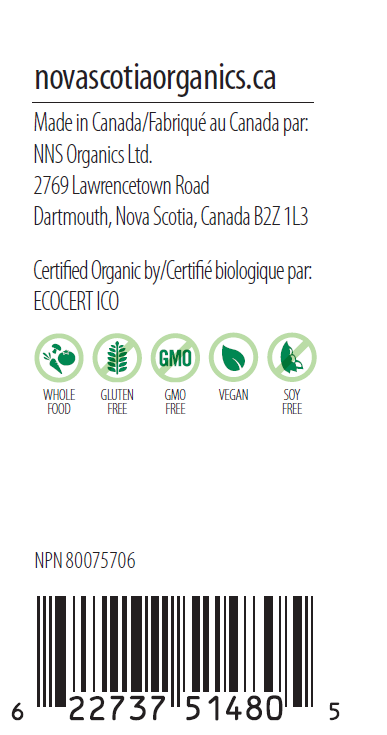 novascotiaorganics.ca
Made in Canada/Fabriqué au Canada par:
NNS Organics Ltd.
2769 Lawrencetown Road
Dartmouth, Nova Scotia, Canada B2Z 1L3
Certified Organic by/Certifié biologique par:
ECOCERT ICO
GMO
WHOLE FOOD
GLUTEN FREE
GMO FREE
VEGAN
SOY FREE
NPN 80075706
6 22737 51480 5